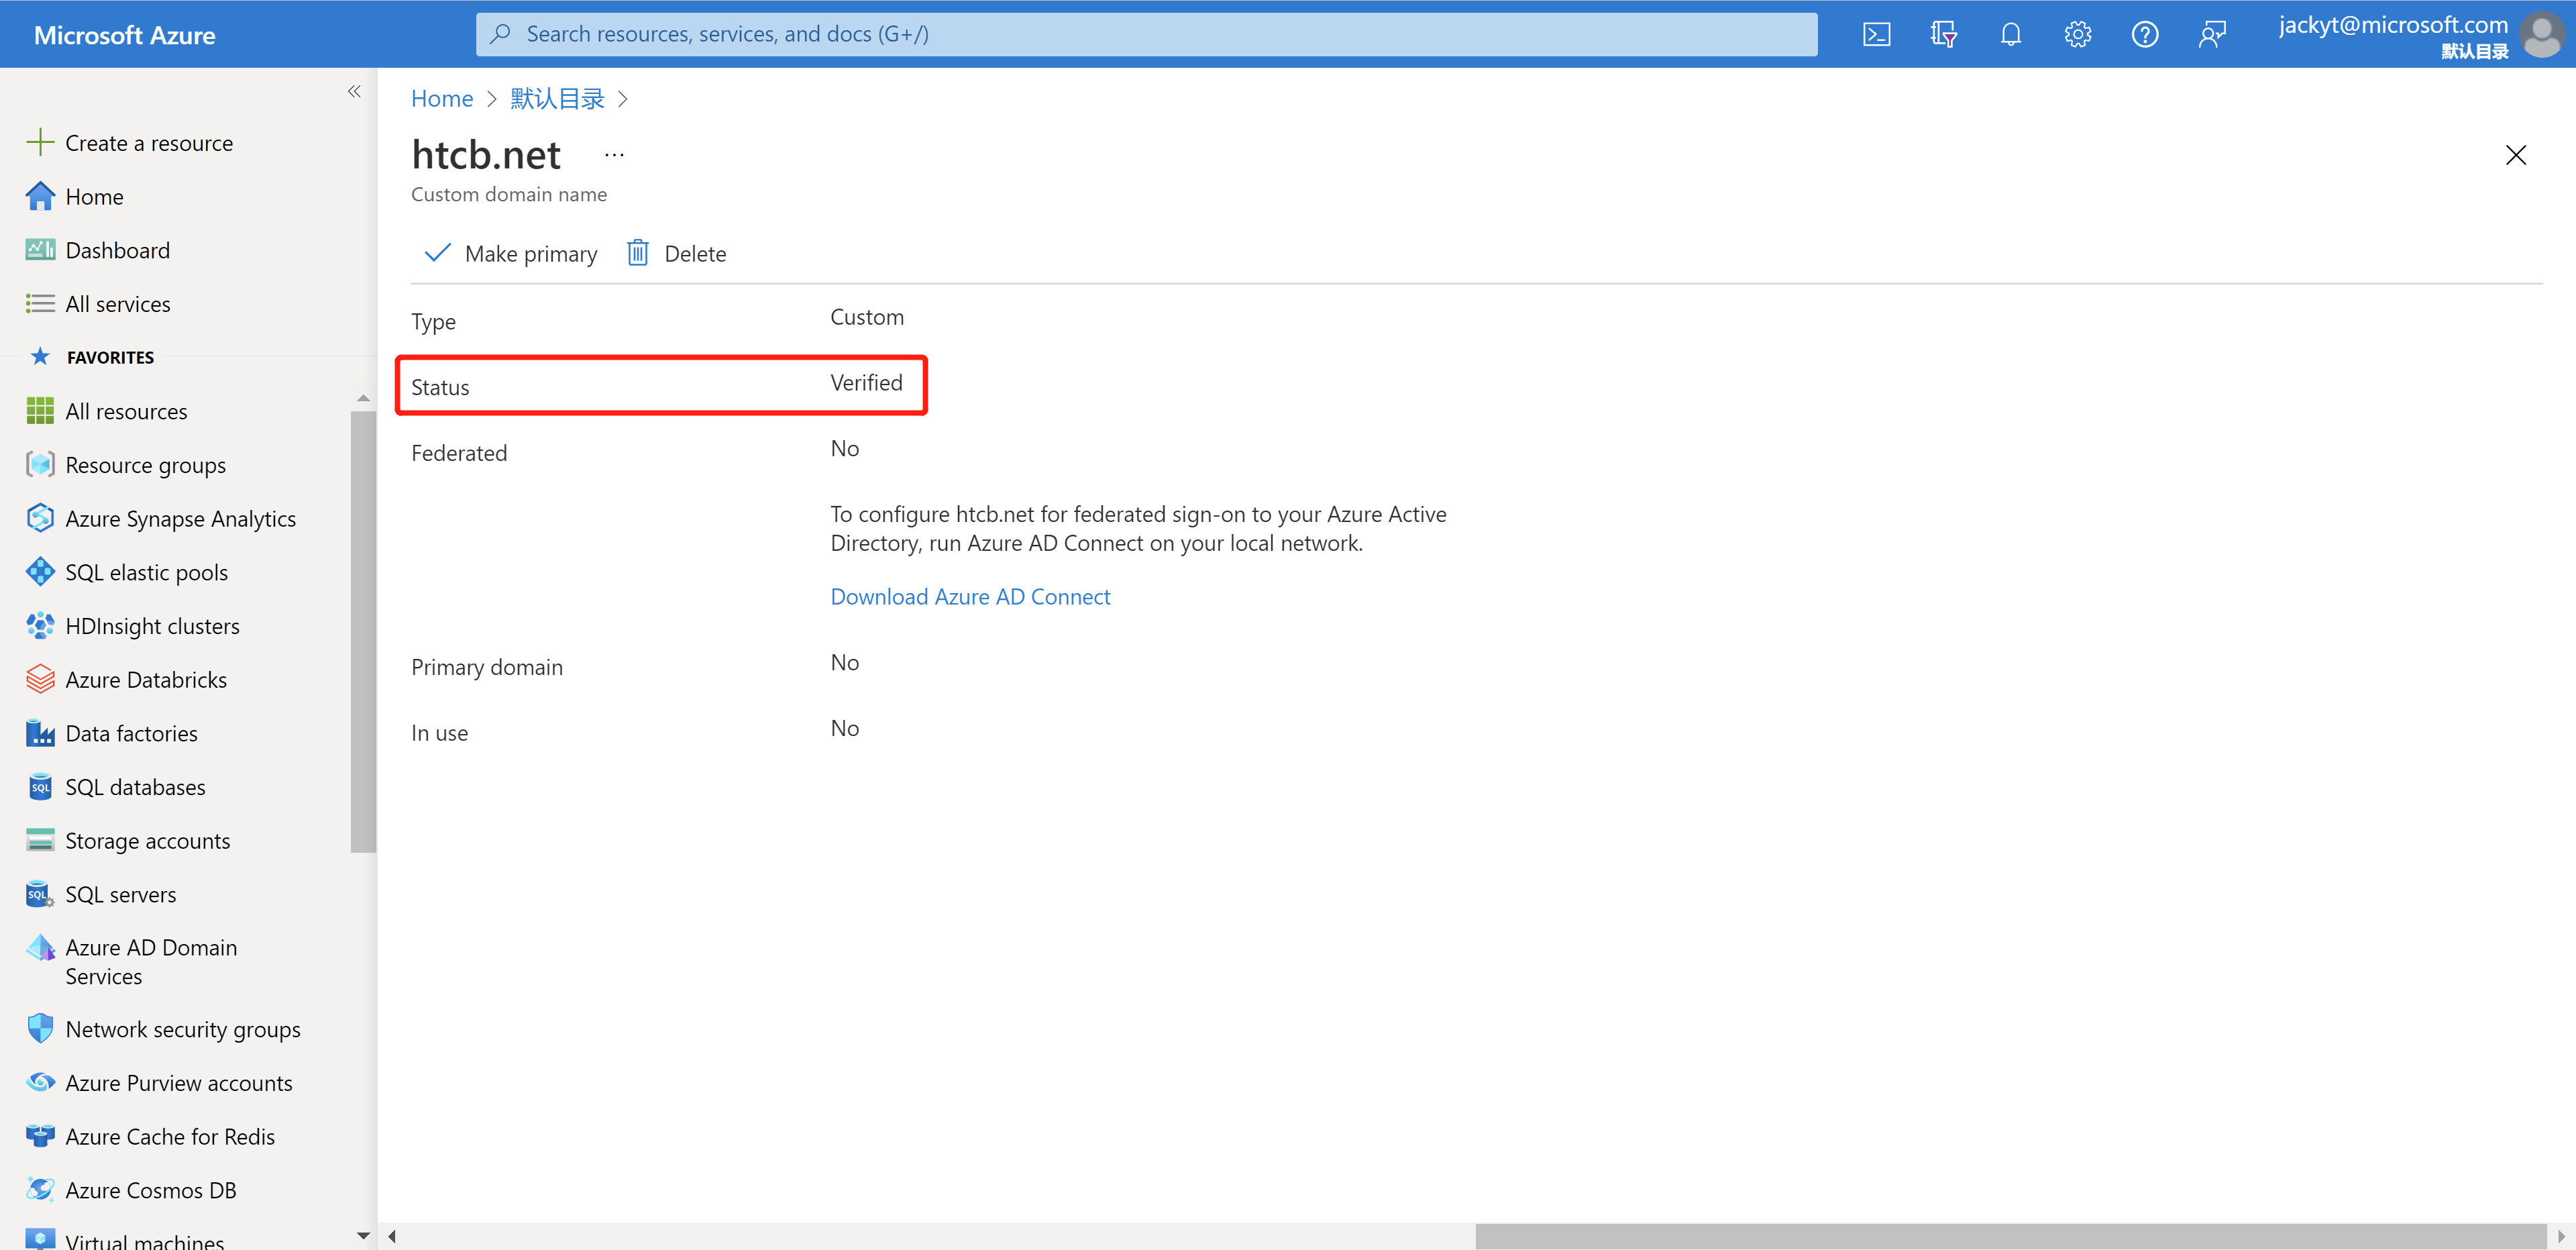 Microsoft Azure
Search resources, services, and docs (G+/)
jackyt@microsoft.com
默认目录
Create a resource
Home
Dashboard
All services
FAVORITES
All resources
Resource groups
Azure Synapse Analytics
SQL elastic pools
HDInsight clusters
Azure Databricks
Data factories
SQL databases
Storage accounts
SQL servers
Azure AD Domain
Services
Network security groups
Azure Purview accounts
Azure Cache for Redis
Azure Cosmos DB
Virtual machines
Home > 默认目录 >
htcb.net ...
Custom domain name
Make primary Delete
Type Custom
Status Verified
Federated No
To configure htcb.net for federated sign-on to your Azure Active
Directory, run Azure AD Connect on your local network.
Download Azure AD Connect
Primary domain No
In use No